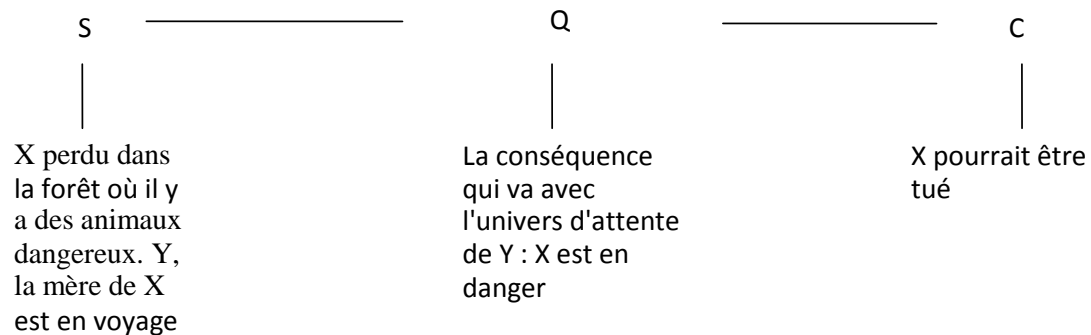 S
Q
C
X perdu dans
la forêt où il y
a des animaux
dangereux. Y,
la mère de X
est en voyage
La conséquence
qui va avec
l'univers d'attente
de Y : X est en
danger
X pourrait être
tué